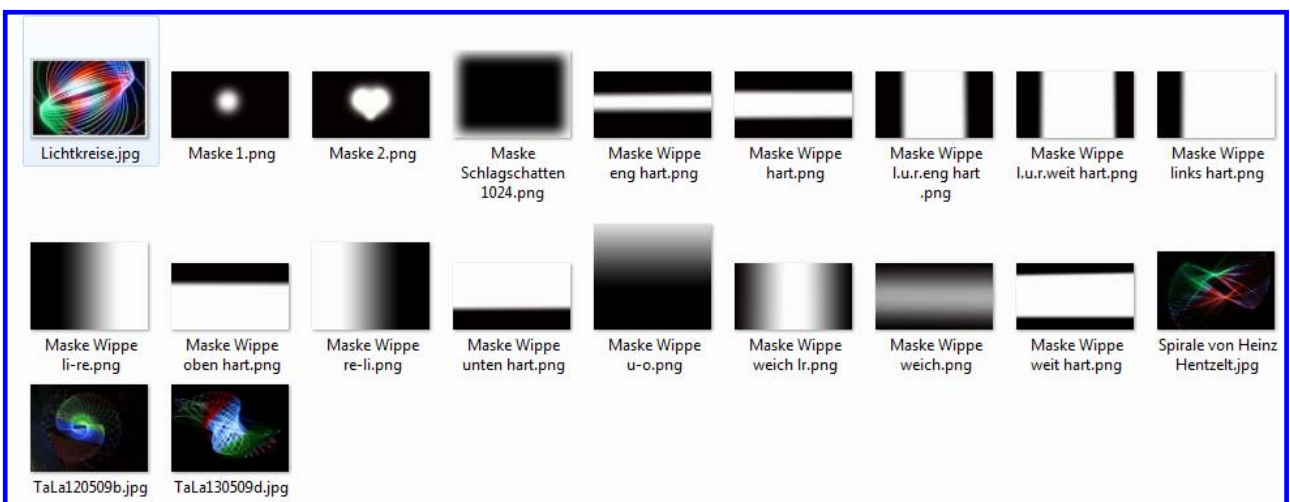 Lichtkreise.jpg
Maske 1.png
Maske 2.png
Maske
Schlagschatten
1024.png
Maske Wippe
eng hart.png
Maske Wippe
hart.png
Maske Wippe
l.u.r.eng hart
.png
Maske Wippe
l.u.r.weit hart.png
Maske Wippe
links hart.png
Maske Wippe
li-re.png
Maske Wippe
oben hart.png
Maske Wippe
re-li.png
Maske Wippe
unten hart.png
Maske Wippe
u-o.png
Maske Wippe
weich lr.png
Maske Wippe
weich.png
Maske Wippe
weit hart.png
Spirale von Heinz
Hentzelt.jpg
TaLa120509b.jpg
TaLa130509d.jpg